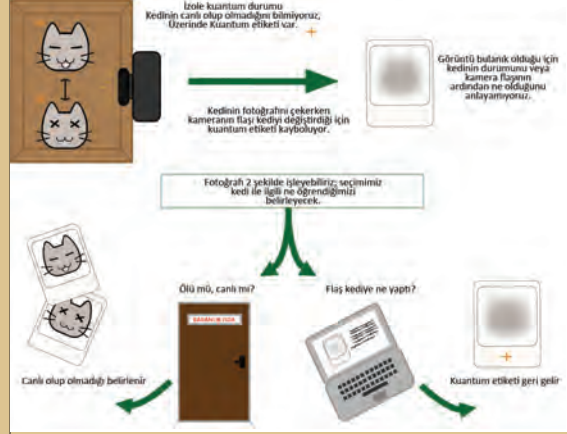 İzole kuantum durumu
Kedinin canlı olup olmadığını bilmiyoruz,
Üzerinde Kuantum etiketi var.
Kedinin fotoğrafını çekerken
kameranın flaşı kediyi değiştirdiği için
kuantum etiketi kayboluyor.
Görüntü bulanık olduğu için
kedinin durumunu veya
kamera flaşının
ardından ne olduğunu
anlayamıyoruz.
Fotoğrafı 2 şekilde işleyebiliriz; seçimimiz
kedi ile ilgili ne öğrendiğimizi
belirleyecek.
Ölü mü, canlı mı?
Flaş kediye ne yaptı?
KARANLIK ODA
Canlı olup olmadığı belirlenir
Kuantum etiketi geri gelir